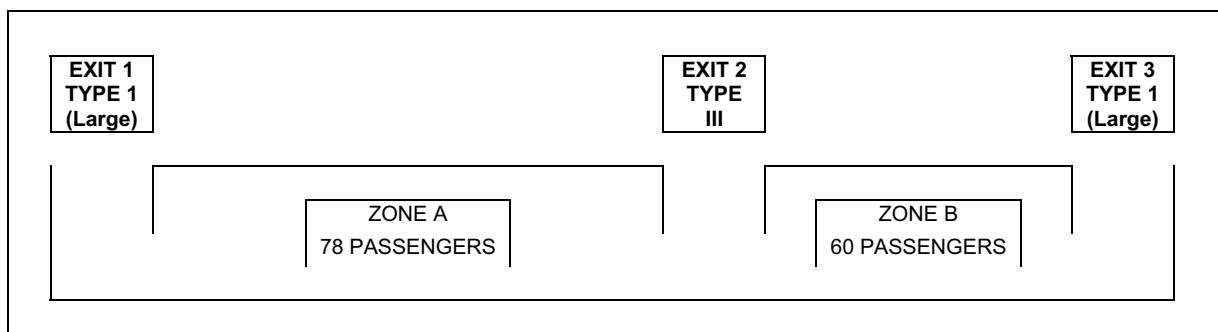 EXIT 1
TYPE 1
(Large)
EXIT 2
TYPE
III
EXIT 3
TYPE 1
(Large)
ZONE A
78 PASSENGERS
ZONE B
60 PASSENGERS